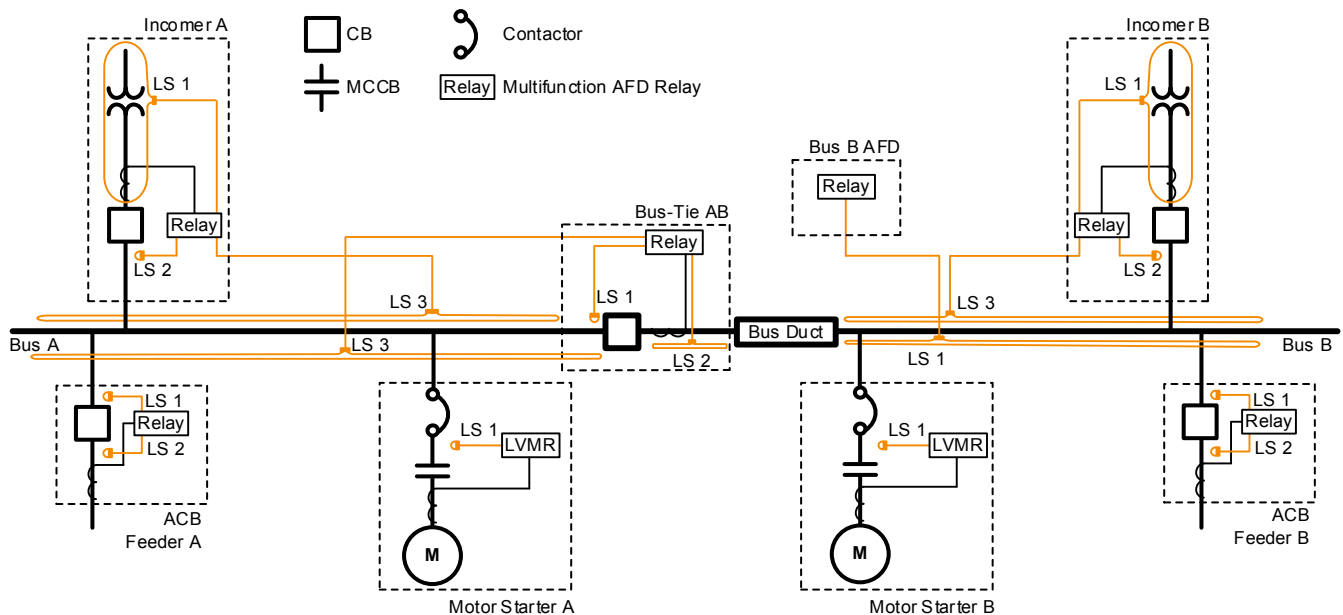 Incomer A
CB
Contactor
MCCB
Relay
Multifunction AFD Relay
Incomer B
LS 1
LS 1
Bus B AFD
Relay
Relay
LS 2
Bus-Tie AB
Relay
Relay
LS 2
LS 3
LS 1
LS 3
Bus A
LS 3
Bus Duct
LS 2
LS 1
Bus B
LS 1
Relay
LS 2
LS 1
LVMR
LS 1
LVMR
LS 1
Relay
LS 2
ACB
Feeder A
M
M
ACB
Feeder B
Motor Starter A
Motor Starter B